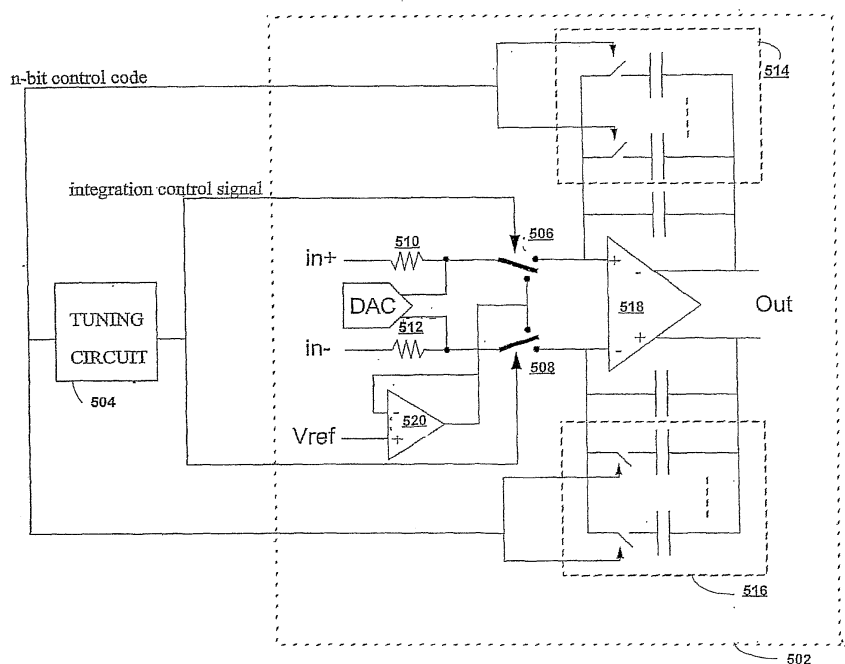 514
n-bit control code
integration control signal
506
510
in+
+
-
DAC
TUNING
CIRCUIT
518
Out
512
in-
+
-
504
508
520
-
Vref
+
516
502